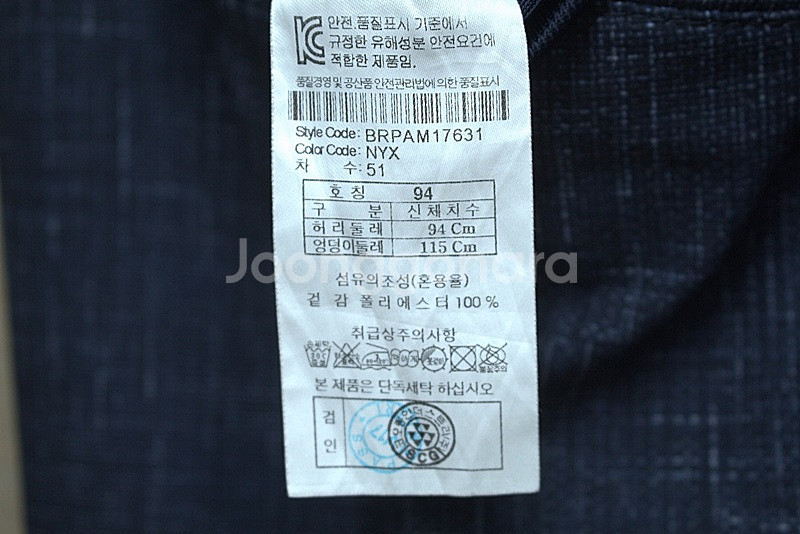 안전.품질표시 기준에서
규정한 유해성분 안전요건에
적합한 제품임.
품질경영 및 공산품 안전관리법에 의한 품질표시
Style Code: BRPAM17631
Color Code: NYX
차 수: 51
호 칭 94
구 분 신체치수
허리둘레 94 Cm
엉덩이둘레 115 Cm
Joonggonara
섬유의조성(혼용율)
겉 감 폴리에스터 100 %
취급상주의사항
손세탁
본 제품은 단독세탁 하십시오
검
인